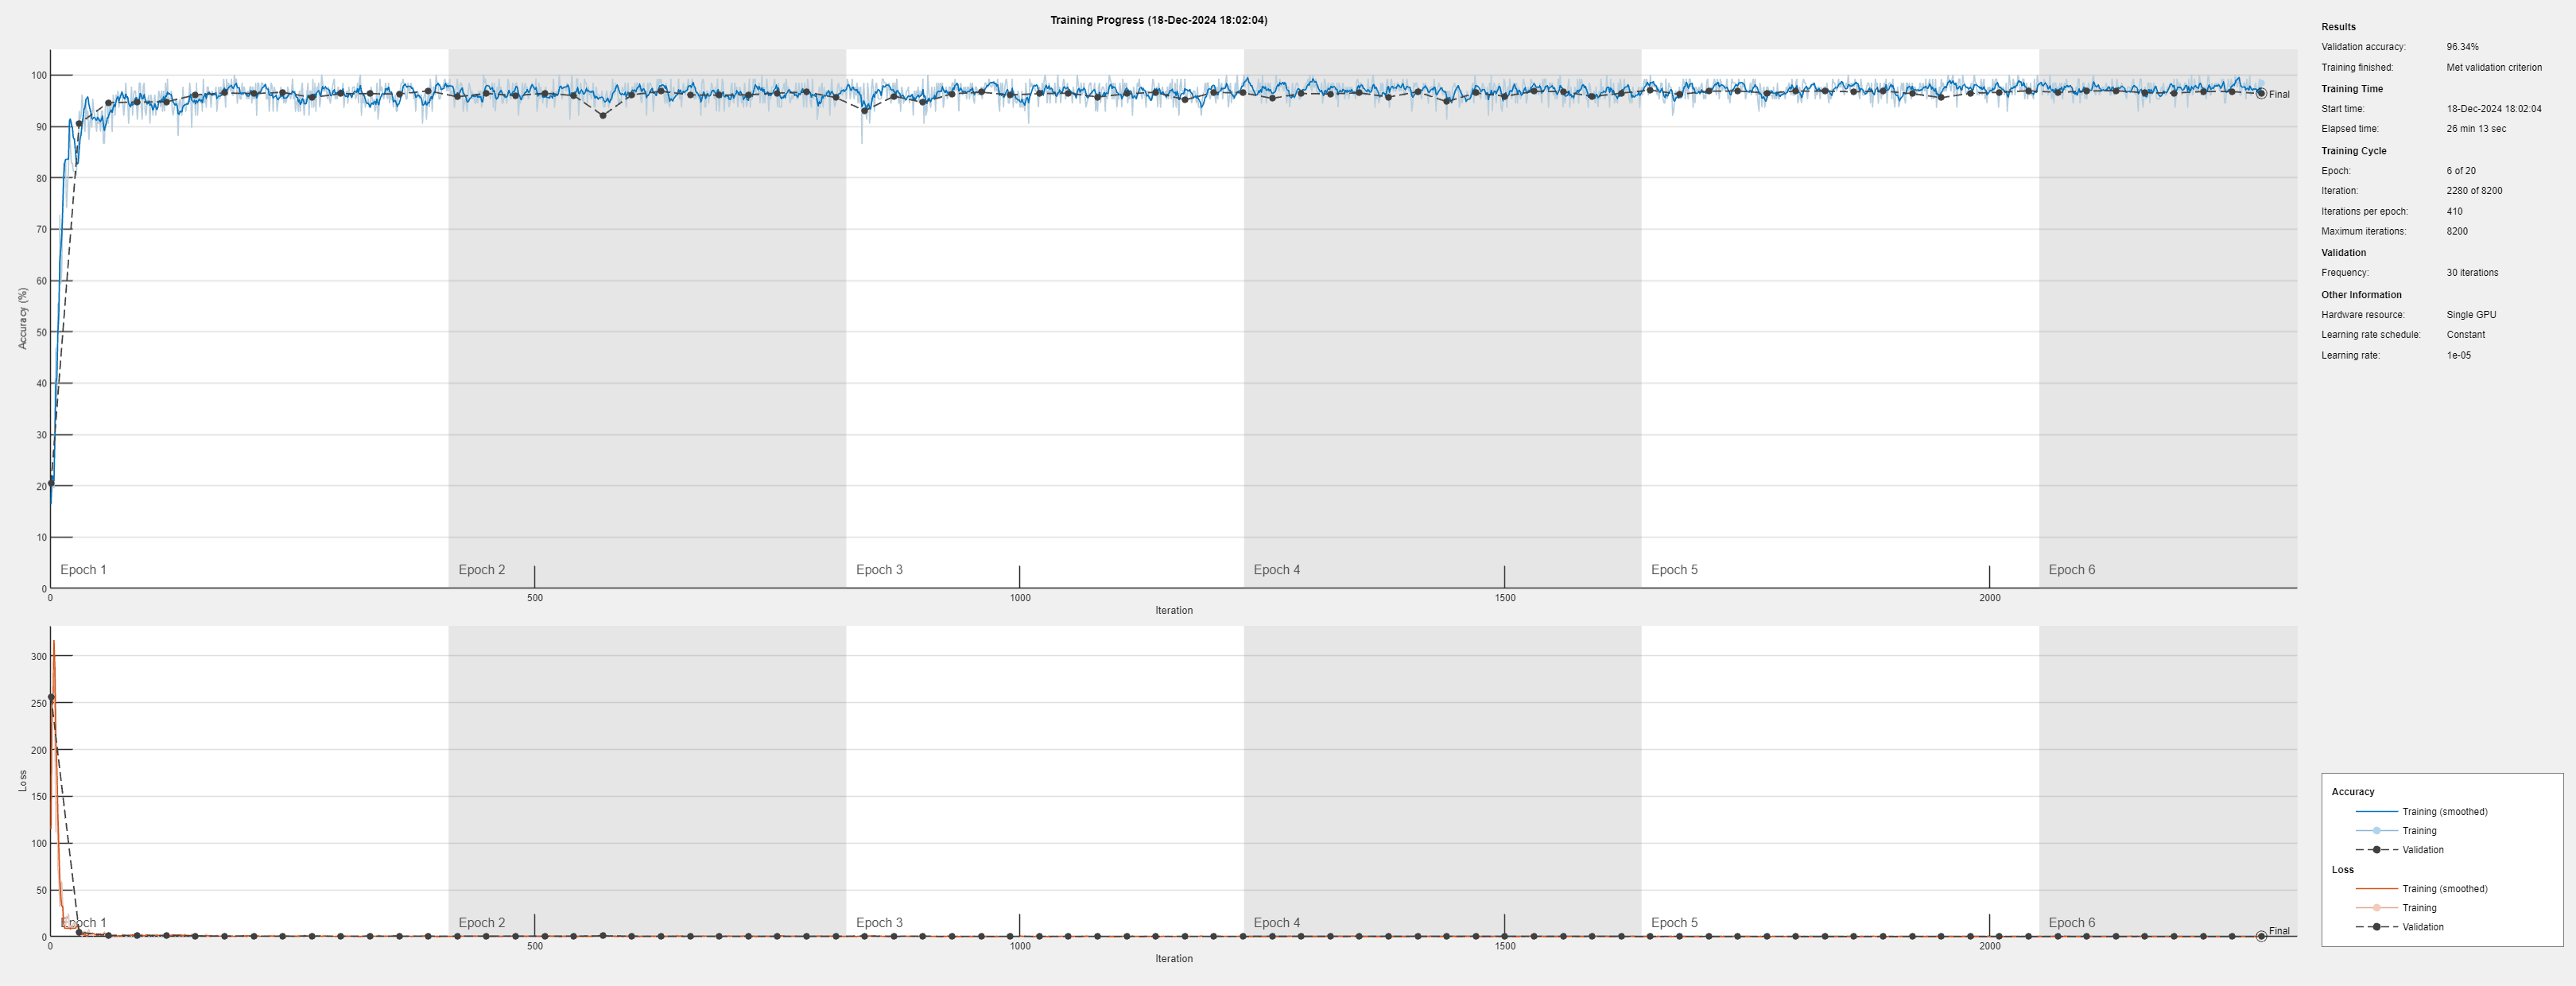 Training Progress (18-Dec-2024 18:02:04)
100
90
80
70
60
50
40
30
20
10
0
Accuracy (%)
Final
Epoch 1
Epoch 2
Epoch 3
Epoch 4
Epoch 5
Epoch 6
0
500
1000
1500
2000
Iteration
300
250
200
150
100
50
0
Loss
Epoch 1
Epoch 2
Epoch 3
Epoch 4
Epoch 5
Epoch 6
Final
0
500
1000
1500
2000
Iteration
Results
Validation accuracy: 96.34%
Training finished: Met validation criterion
Training Time
Start time: 18-Dec-2024 18:02:04
Elapsed time: 26 min 13 sec
Training Cycle
Epoch: 6 of 20
Iteration: 2280 of 8200
Iterations per epoch: 410
Maximum iterations: 8200
Validation
Frequency: 30 iterations
Other Information
Hardware resource: Single GPU
Learning rate schedule: Constant
Learning rate: 1e-05
Accuracy
Training (smoothed)
Training
Validation
Loss
Training (smoothed)
Training
Validation